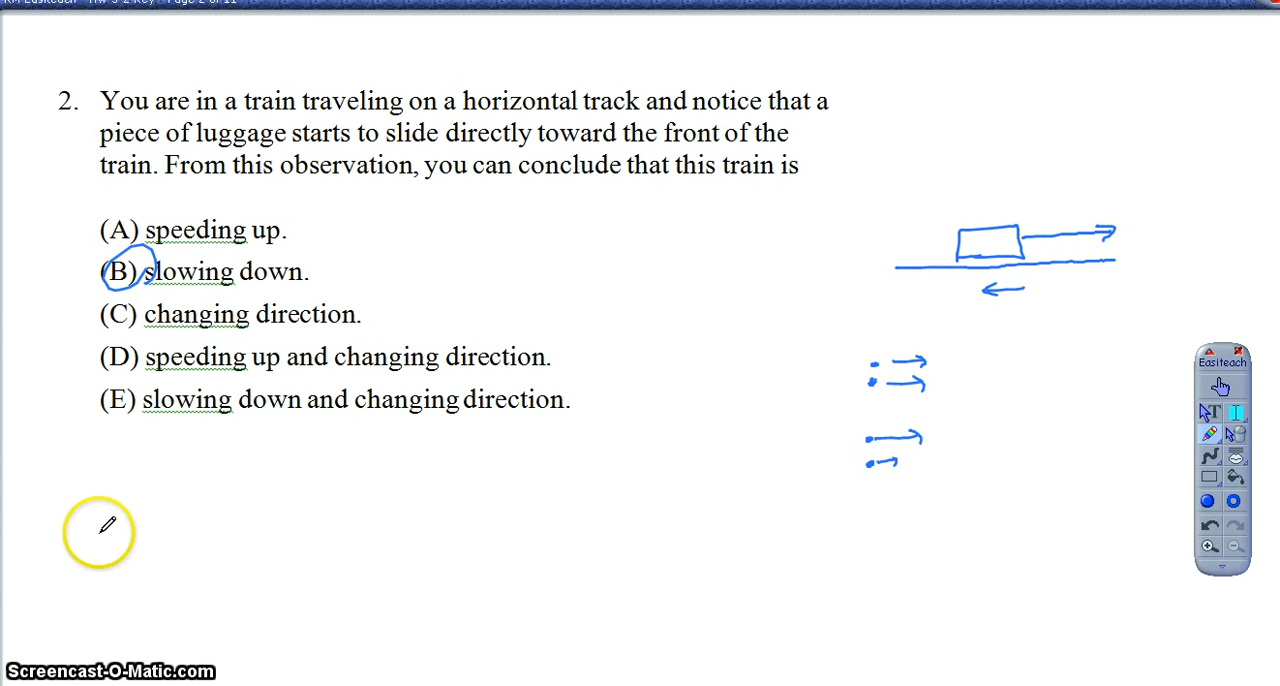 2. You are in a train traveling on a horizontal track and notice that a
piece of luggage starts to slide directly toward the front of the
train. From this observation, you can conclude that this train is
(A) speeding up.
(B) slowing down.
(C) changing direction.
(D) speeding up and changing direction.
(E) slowing down and changing direction.
Easiteach
T
Screencast-O-Matic.com